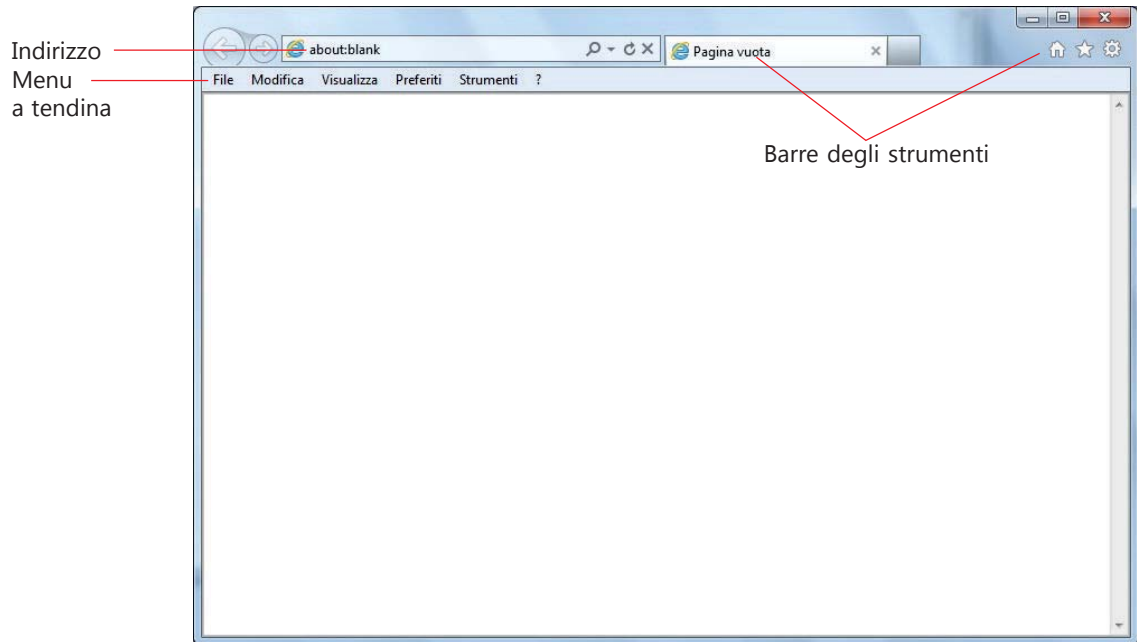 Indirizzo
Menu
a tendina
about:blank
Pagina vuota
File Modifica Visualizza Preferiti Strumenti ?
Barre degli strumenti